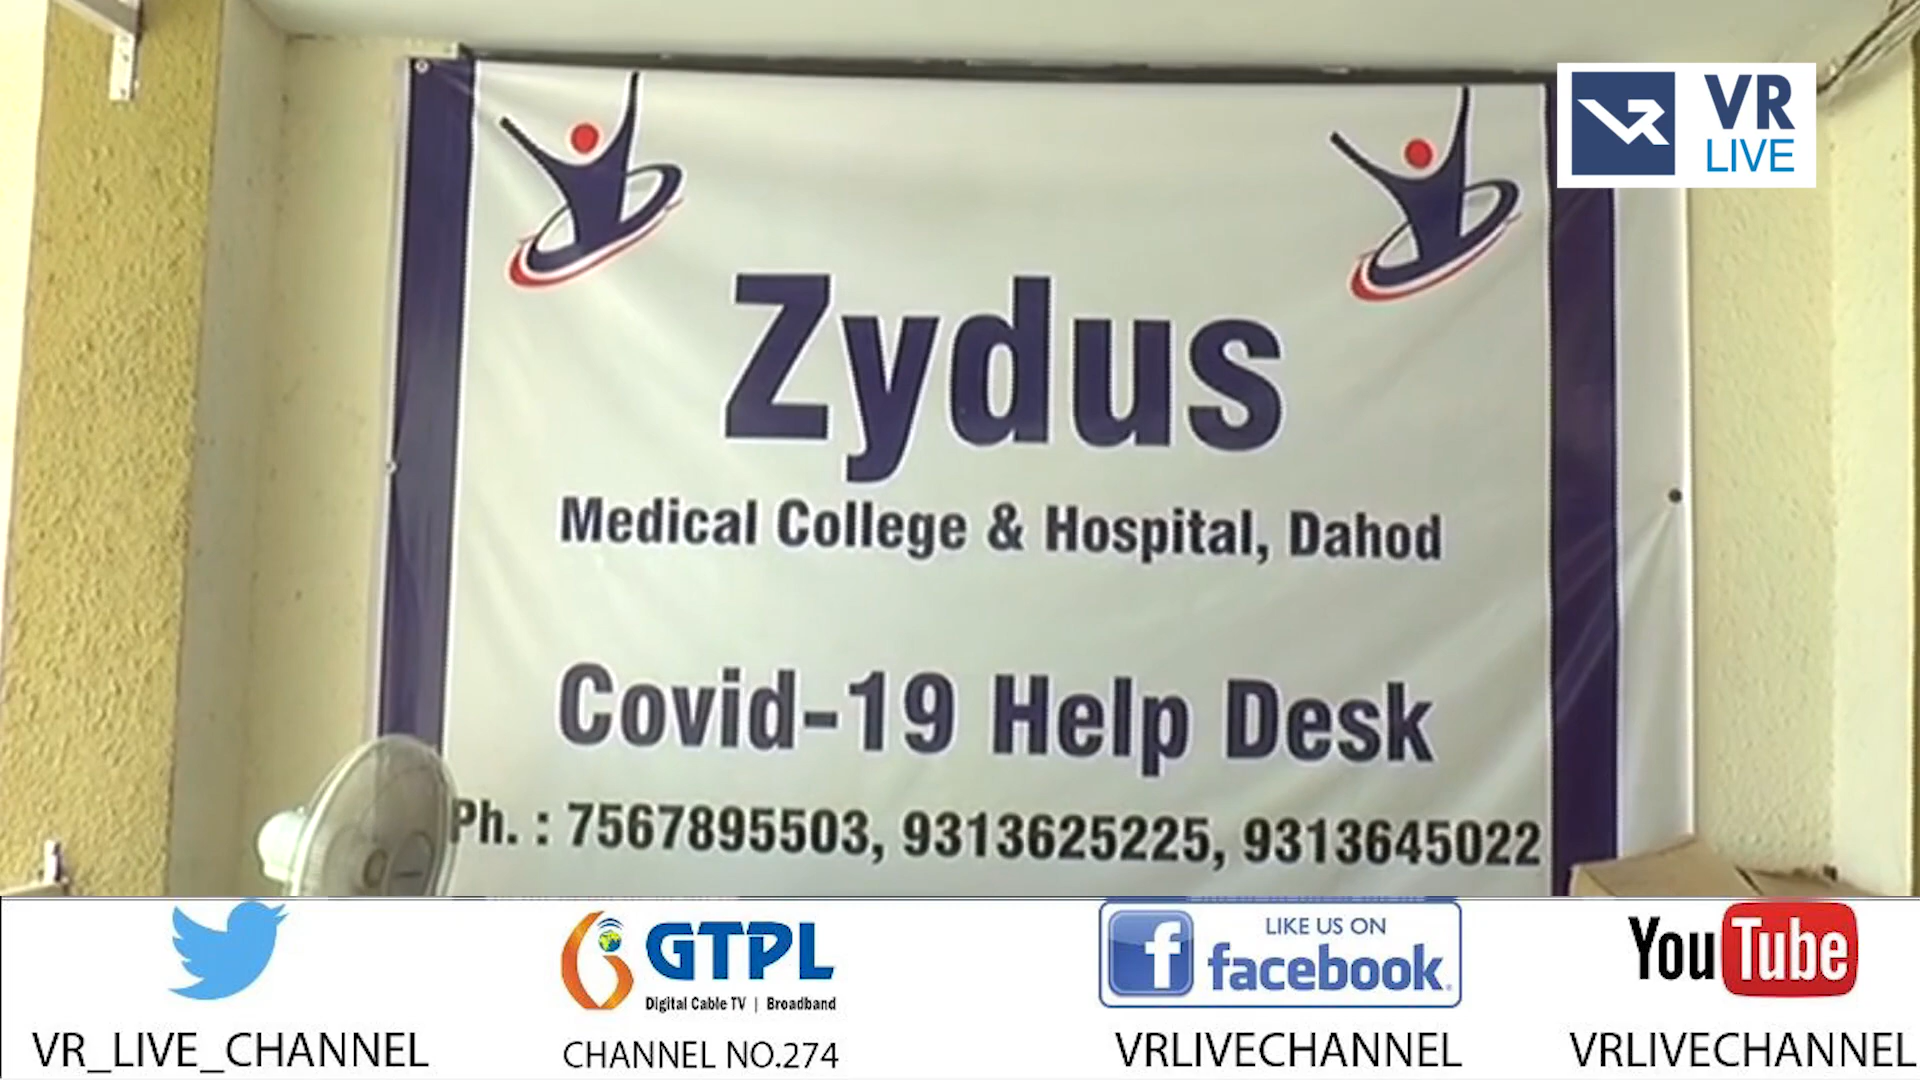 VR
LIVE
Zydus
Medical College & Hospital, Dahod
Covid-19 Help Desk
Ph. : 7567895503, 9313625225, 9313645022
GTPL
Digital Cable TV | Broadband
LIKE US ON
facebook.
YouTube
VR_LIVE_CHANNEL
CHANNEL NO.274
VRLIVECHANNEL
VRLIVECHANNEL